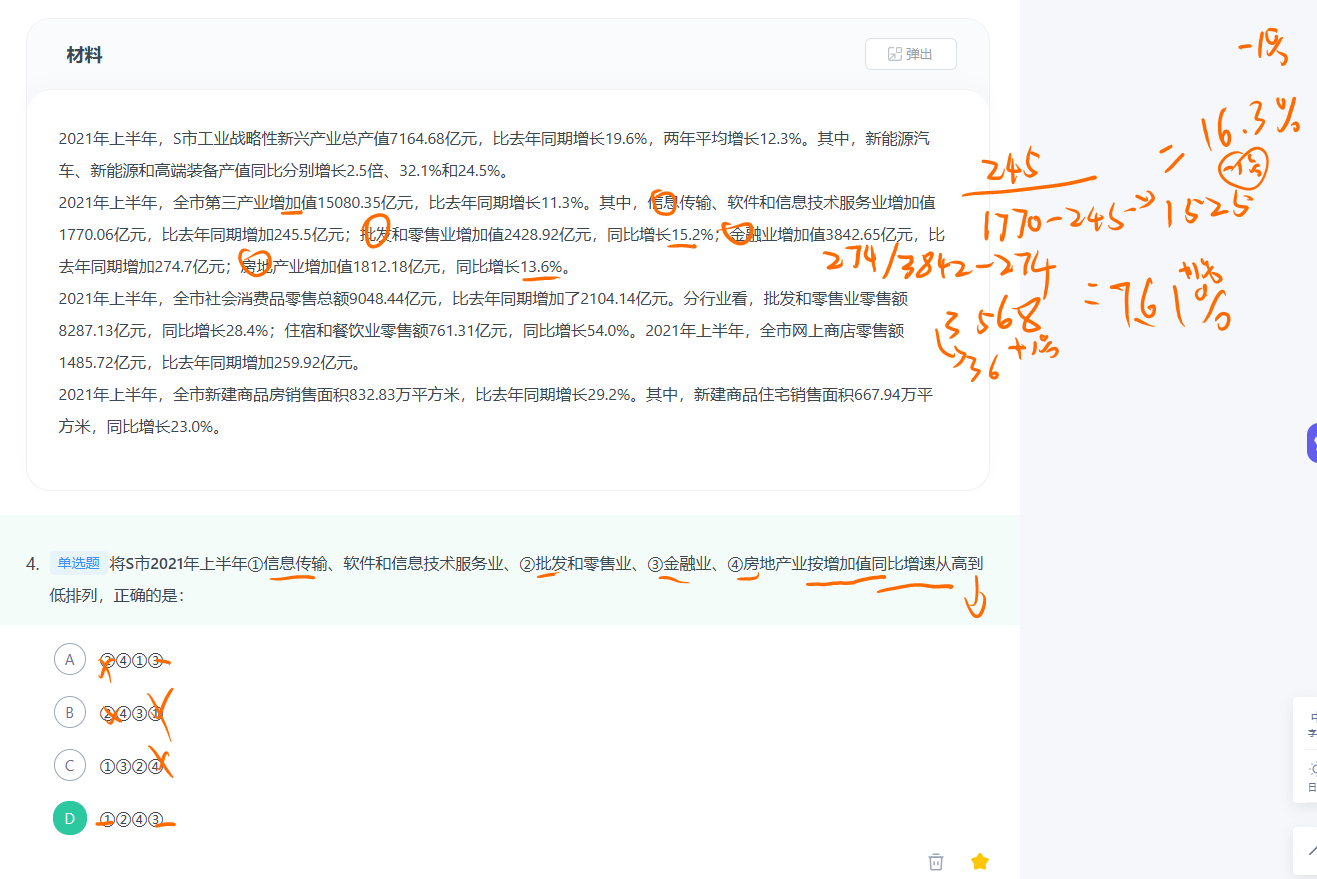 材料
弹出
2021年上半年，S市工业战略性新兴产业总产值7164.68亿元，比去年同期增长19.6%，两年平均增长12.3%。其中，新能源汽
车、新能源和高端装备产值同比分别增长2.5倍、32.1%和24.5%。
2021年上半年，全市第三产业增加值15080.35亿元，比去年同期增长11.3%。其中，信息传输、软件和信息技术服务业增加值
1770.06亿元，比去年同期增加245.5亿元；批发和零售业增加值2428.92亿元，同比增长15.2%；金融业增加值3842.65亿元，比
去年同期增加274.7亿元；房地产业增加值1812.18亿元，同比增长13.6%。
2021年上半年，全市社会消费品零售总额9048.44亿元，比去年同期增加了2104.14亿元。分行业看，批发和零售业零售额
8287.13亿元，同比增长28.4%；住宿和餐饮业零售额761.31亿元，同比增长54.0%。2021年上半年，全市网上商店零售额
1485.72亿元，比去年同期增加259.92亿元。
2021年上半年，全市新建商品房销售面积832.83万平方米，比去年同期增长29.2%。其中，新建商品住宅销售面积667.94万平
方米，同比增长23.0%。
-1%
245
= 16.3%
1770-245→1525
274/3842-274
3568
=7.61%
+1%
36 +1%
4. 单选题 将S市2021年上半年①信息传输、软件和信息技术服务业、②批发和零售业、③金融业、④房地产业按增加值同比增速从高到
低排列，正确的是：
A ②④①③
B ②④③①
C ①③②④
D ①②④③
字
日